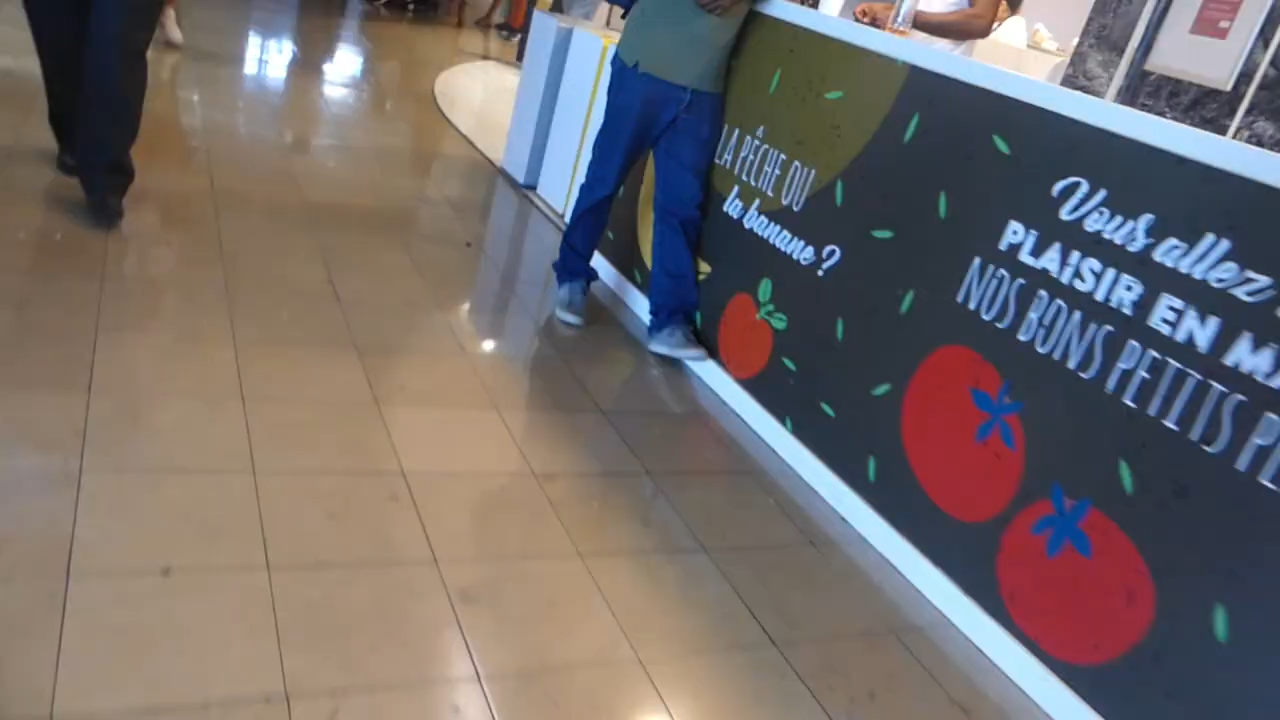 LA PÊCHE OU
la banane ?
Vous allez
PLAISIR EN
NOS BONS PETITS